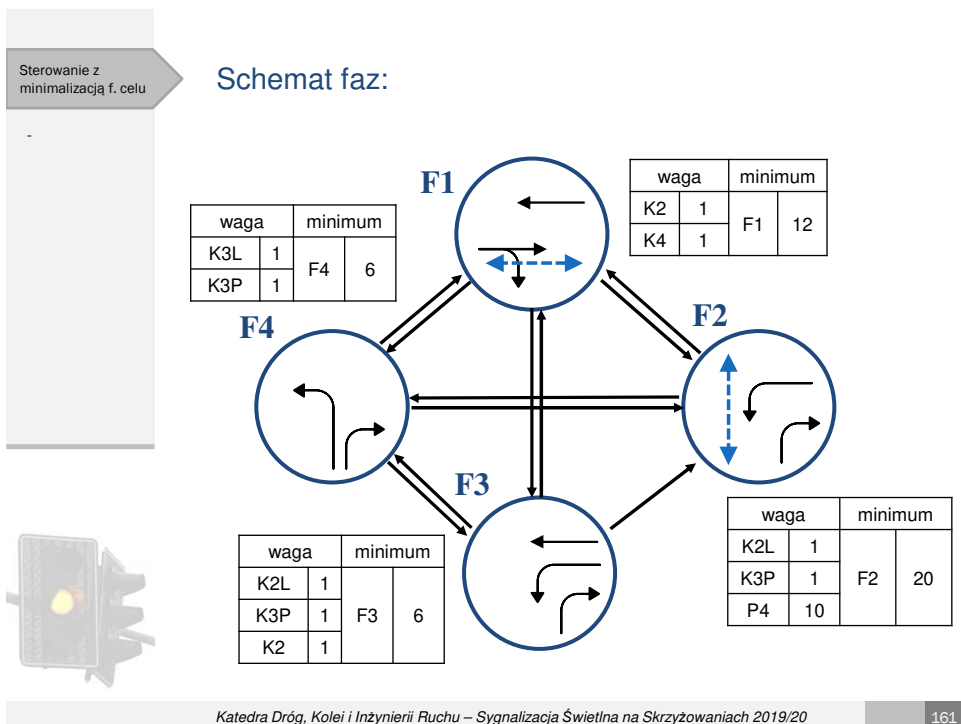 Sterowanie z
minimalizacją f. celu
-
Schemat faz:
F1
waga minimum
K2 1 F1 12
K4 1
waga minimum
K3L 1 F4 6
K3P 1
F4
F2
F3
waga minimum
K2L 1
K3P 1 F3 6
K2 1
waga minimum
K2L 1
K3P 1 F2 20
P4 10
Katedra Dróg, Kolei i Inżynierii Ruchu – Sygnalizacja Świetlna na Skrzyżowaniach 2019/20
161